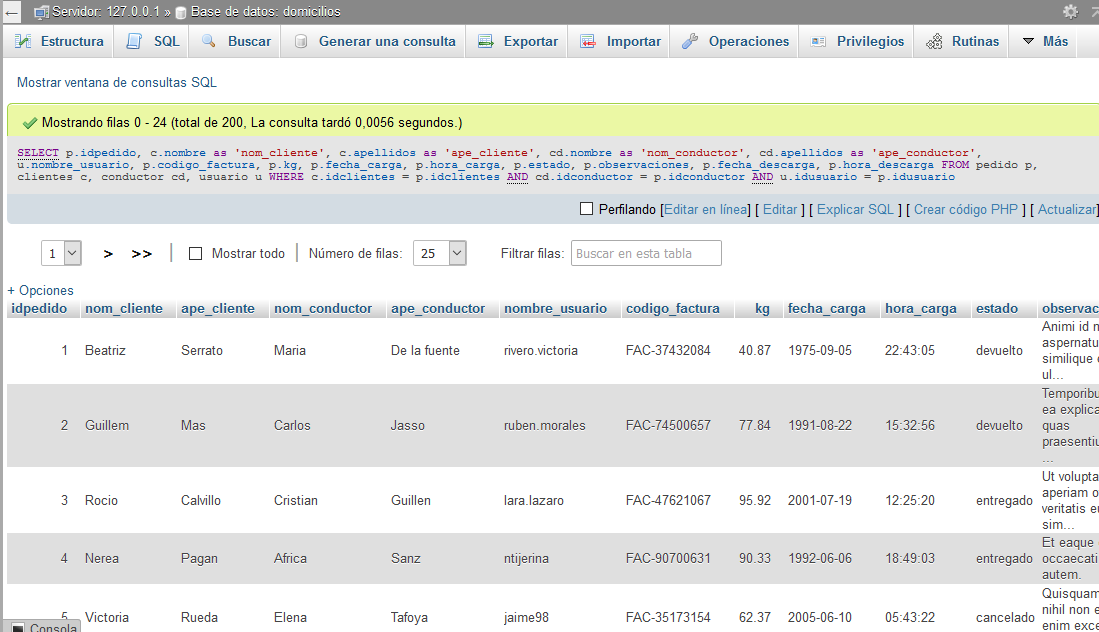 Servidor: 127.0.0.1 » Base de datos: domicilios
Estructura SQL Buscar Generar una consulta Exportar Importar Operaciones Privilegios Rutinas Más
Mostrar ventana de consultas SQL
Mostrando filas 0 - 24 (total de 200, La consulta tardó 0,0056 segundos.)
SELECT p.idpedido, c.nombre as 'nom_cliente', c.apellidos as 'ape_cliente', cd.nombre as 'nom_conductor', cd.apellidos as 'ape_conductor',
u.nombre_usuario, p.codigo_factura, p.kg, p.fecha_carga, p.hora_carga, p.estado, p.observaciones, p.fecha_descarga, p.hora_descarga FROM pedido p,
clientes c, conductor cd, usuario u WHERE c.idclientes = p.idclientes AND cd.idconductor = p.idconductor AND u.idusuario = p.idusuario
Perfilando [Editar en línea] [ Editar ] [ Explicar SQL ] [ Crear código PHP ] [ Actualizar]
1 > >> | Mostrar todo | Número de filas: 25 Filtrar filas: Buscar en esta tabla
+ Opciones
idpedido nom_cliente ape_cliente nom_conductor ape_conductor nombre_usuario codigo_factura kg fecha_carga hora_carga estado observac
1 Beatriz Serrato Maria De la fuente rivero.victoria FAC-37432084 40.87 1975-09-05 22:43:05 devuelto
Animi id
aspernatu
similique
ul...
2 Guillem Mas Carlos Jasso ruben.morales FAC-74500657 77.84 1991-08-22 15:32:56 devuelto
Temporibu
ea explica
quas
praesentiu
...
3 Rocio Calvillo Cristian Guillen lara.lazaro FAC-47621067 95.92 2001-07-19 12:25:20 entregado
Ut volupta
aperiam o
veritatis eu
sim...
4 Nerea Pagan Africa Sanz ntijerina FAC-90700631 90.33 1992-06-06 18:49:03 entregado
Et eaque
occaecati
autem.
5 Victoria Rueda Elena Tafoya jaime98 FAC-35173154 62.37 2005-06-10 05:43:22 cancelado
Quisquam
nihil non e
enim exce
Consola